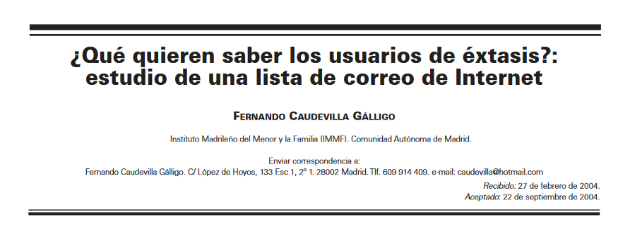 ¿Qué quieren saber los usuarios de éxtasis?:
estudio de una lista de correo de Internet
FERNANDO CAUDEVILLA GÁLLIGO
Instituto Madrileño del Menor y la Familia (IMMF). Comunidad Autónoma de Madrid.
Enviar correspondencia a:
Fernando Caudevilla Gálligo. C/ López de Hoyos, 133 Esc 1, 2º 1. 28002 Madrid. Tlf. 609 914 409. e-mail: caudevilla@hotmail.com
Recibido: 27 de febrero de 2004.
Aceptado: 22 de septiembre de 2004.